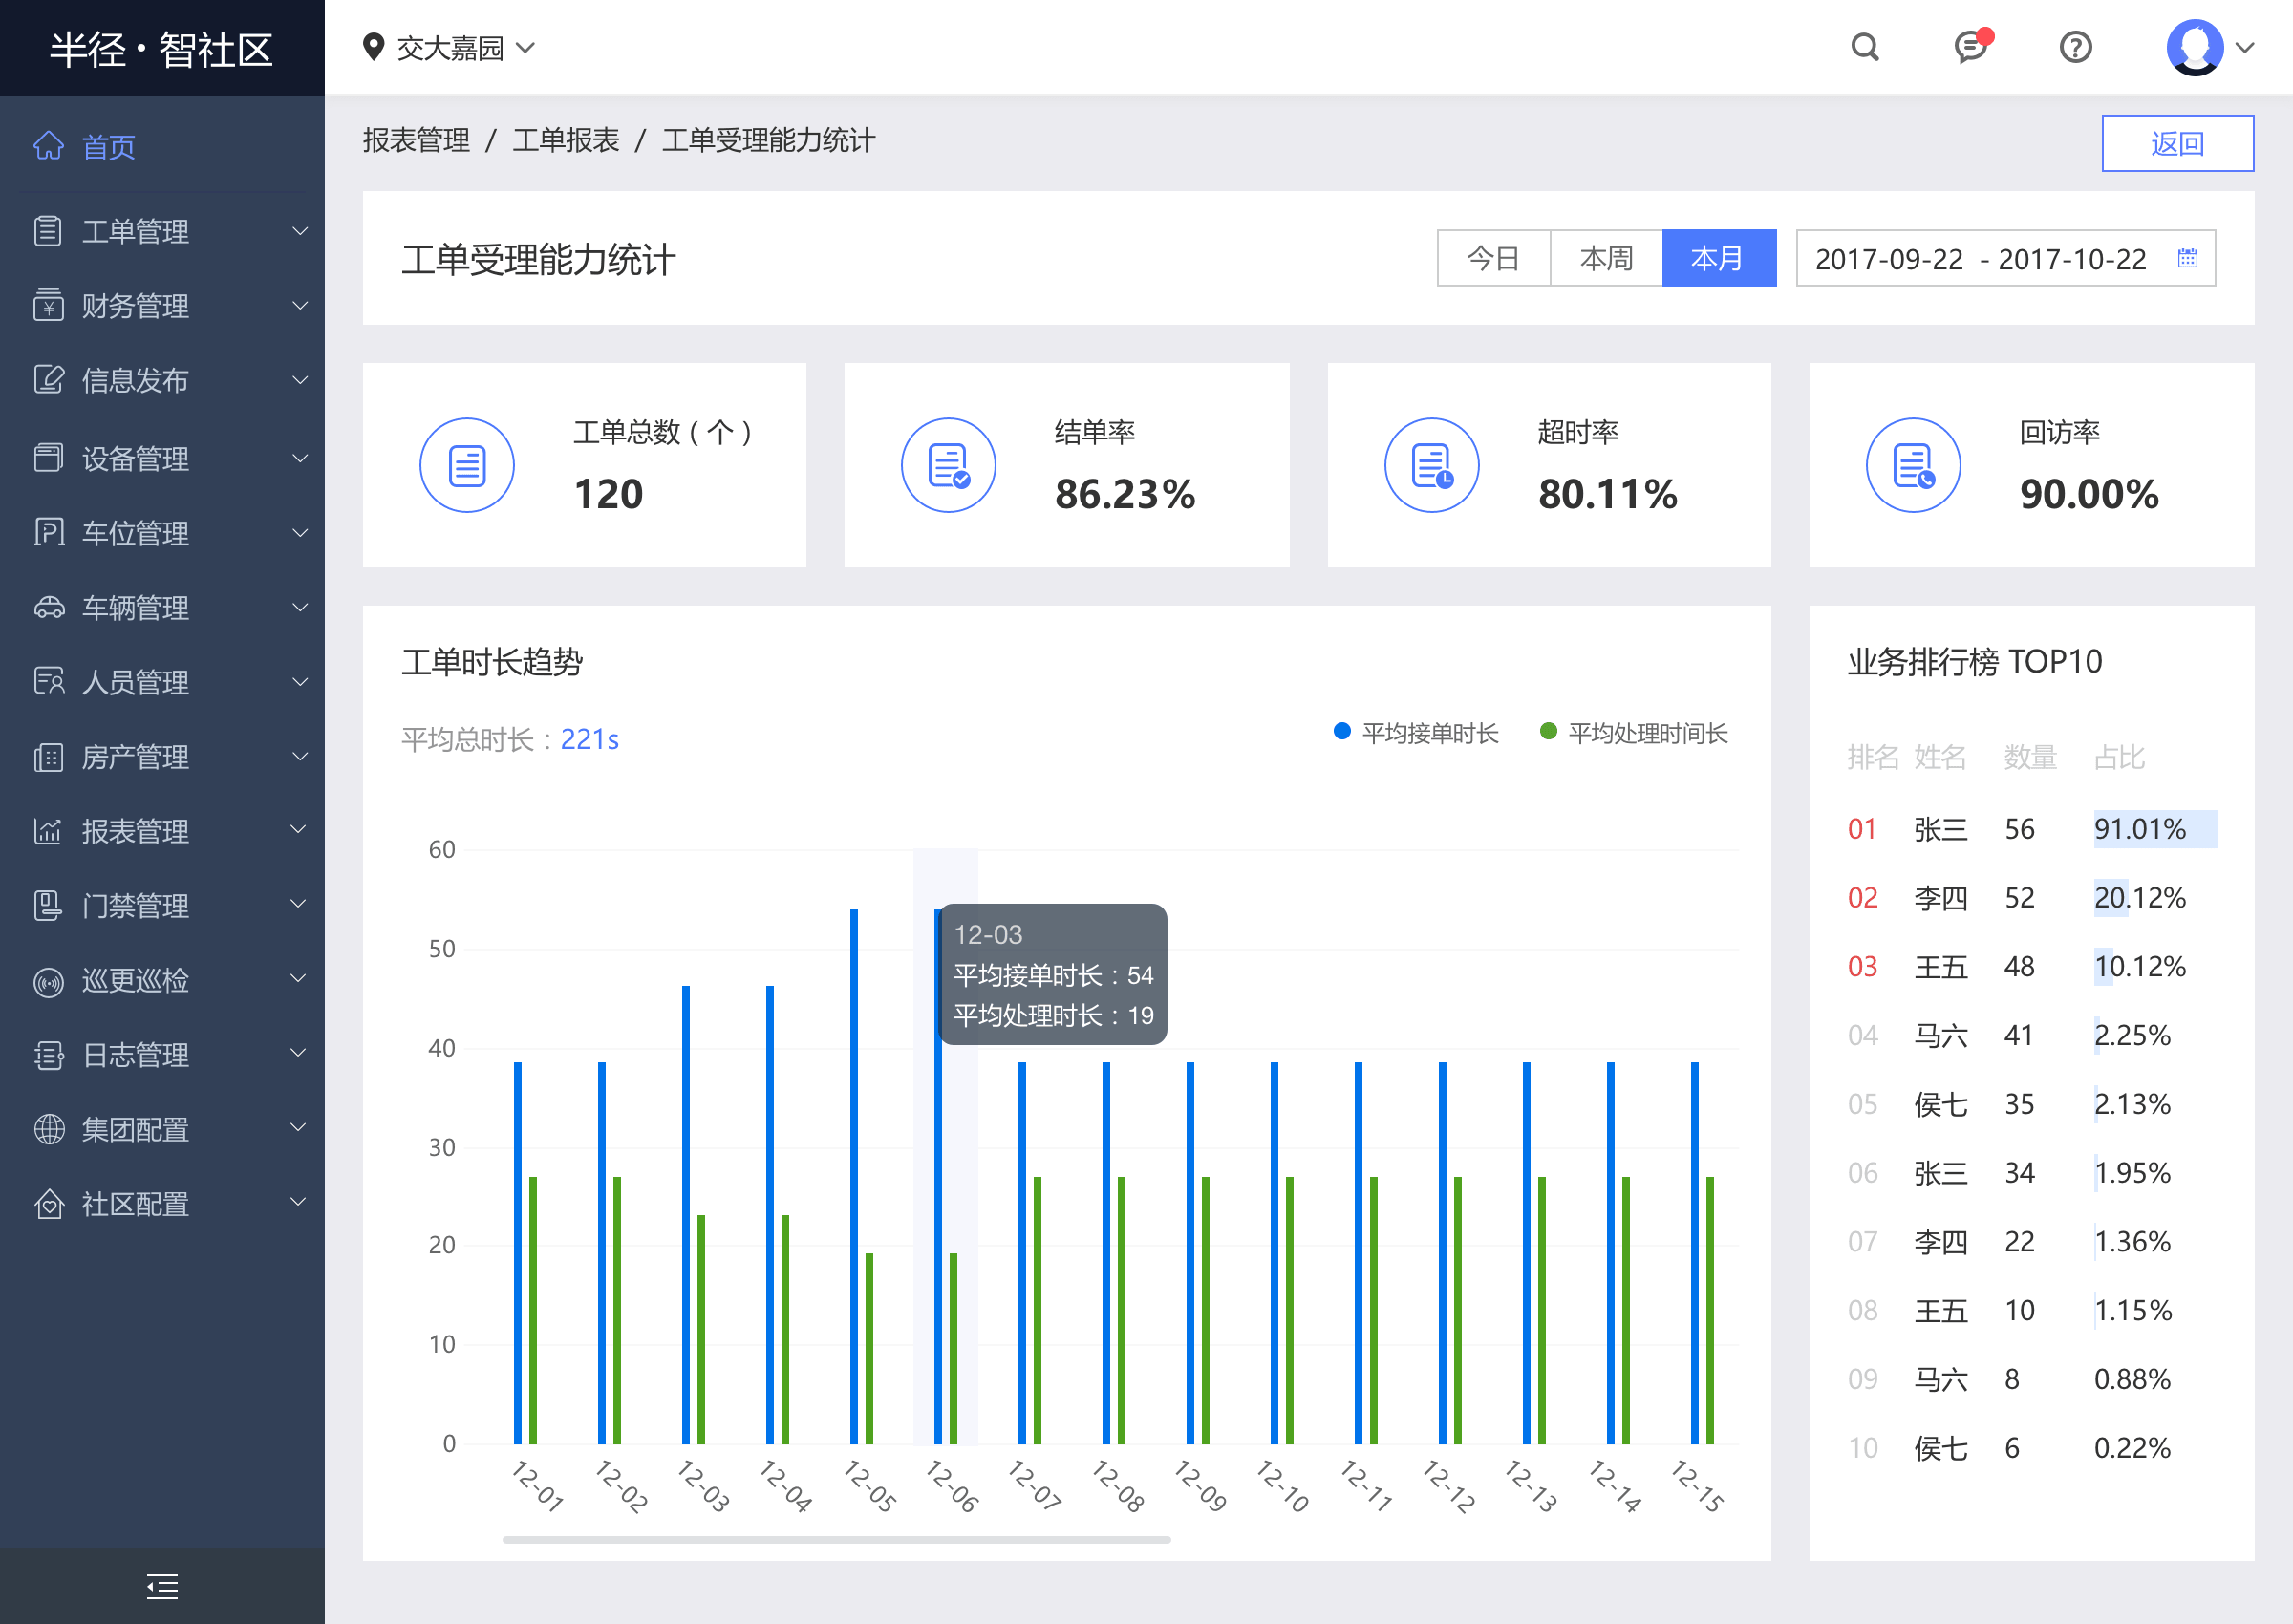 半径·智社区
交大嘉园
首页
工单管理
财务管理
信息发布
设备管理
车位管理
车辆管理
人员管理
房产管理
报表管理
门禁管理
巡更巡检
日志管理
集团配置
社区配置
报表管理 / 工单报表 / 工单受理能力统计
返回
工单受理能力统计
今日 本周 本月 2017-09-22 - 2017-10-22
工单总数（个）
120
结单率
86.23%
超时率
80.11%
回访率
90.00%
工单时长趋势
平均总时长：221s
平均接单时长 平均处理时间长
60
50
40
30
20
10
0
12-03
平均接单时长：54
平均处理时长：19
12-01 12-02 12-03 12-04 12-05 12-06 12-07 12-08 12-09 12-10 12-11 12-12 12-13 12-14 12-15
业务排行榜 TOP10
排名 姓名 数量 占比
01 张三 56 91.01%
02 李四 52 20.12%
03 王五 48 10.12%
04 马六 41 2.25%
05 侯七 35 2.13%
06 张三 34 1.95%
07 李四 22 1.36%
08 王五 10 1.15%
09 马六 8 0.88%
10 侯七 6 0.22%